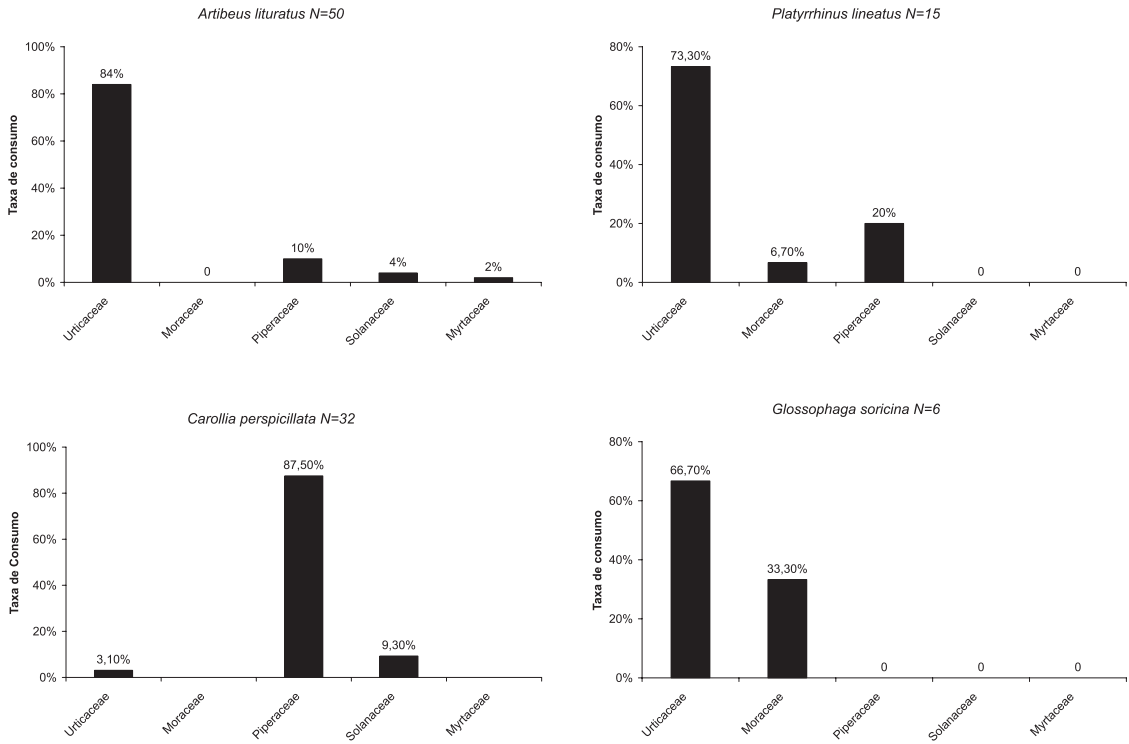 Artibeus lituratus N=50
100%
80%
60%
40%
20%
0%
Taxa de consumo
84%
0
10%
4%
2%
Urticaceae
Moraceae
Piperaceae
Solanaceae
Myrtaceae
Platyrrhinus lineatus N=15
80%
60%
40%
20%
0%
Taxa de consumo
73,30%
6,70%
20%
0
0
Urticaceae
Moraceae
Piperaceae
Solanaceae
Myrtaceae
Carollia perspicillata N=32
100%
80%
60%
40%
20%
0%
Taxa de Consumo
3,10%
87,50%
9,30%
Urticaceae
Moraceae
Piperaceae
Solanaceae
Myrtaceae
Glossophaga soricina N=6
80%
60%
40%
20%
0%
Taxa de consumo
66,70%
33,30%
0
0
0
Urticaceae
Moraceae
Piperaceae
Solanaceae
Myrtaceae